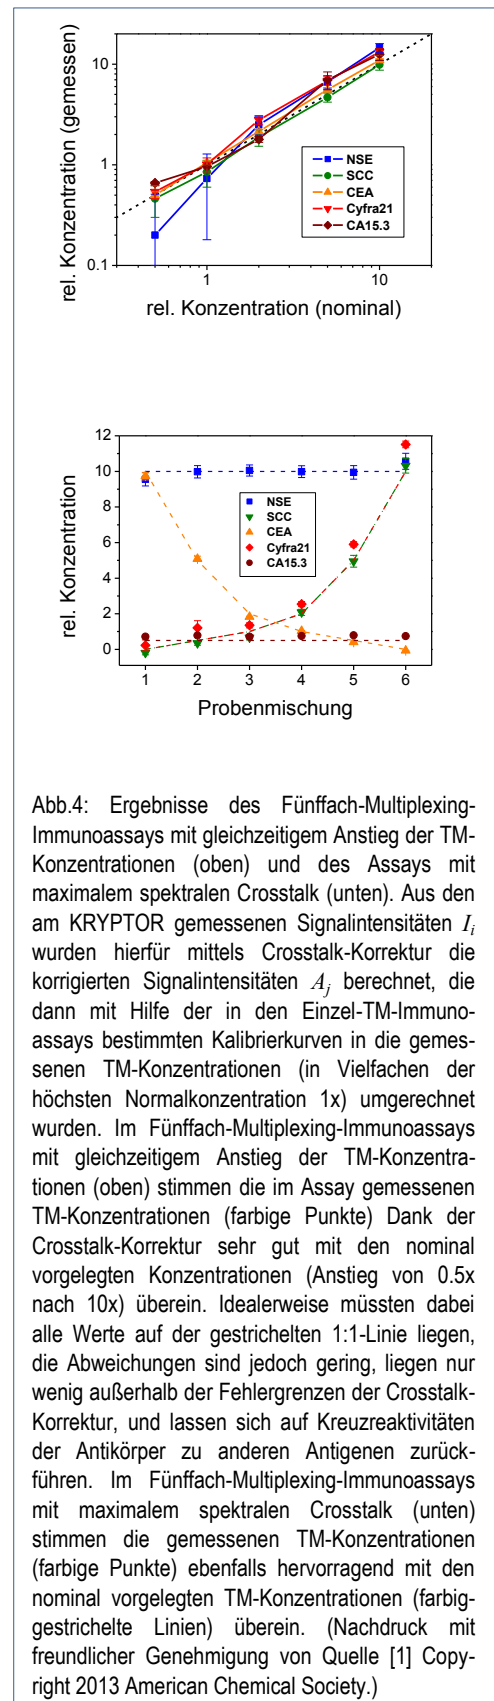 10
1
0.1
rel. Konzentration (gemessen)
NSE
SCC
CEA
Cyfra21
CA15.3
1
10
rel. Konzentration (nominal)
12
10
8
6
4
2
0
rel. Konzentration
NSE
SCC
CEA
Cyfra21
CA15.3
1 2 3 4 5 6
Probenmischung
Abb.4: Ergebnisse des Fünffach-Multiplexing-
Immunoassays mit gleichzeitigem Anstieg der TM-
Konzentrationen (oben) und des Assays mit
maximalem spektralen Crosstalk (unten). Aus den
am KRYPTOR gemessenen Signalintensitäten Iᵢ
wurden hierfür mittels Crosstalk-Korrektur die
korrigierten Signalintensitäten Aⱼ berechnet, die
dann mit Hilfe der in den Einzel-TM-Immuno-
assays bestimmten Kalibrierkurven in die gemes-
senen TM-Konzentrationen (in Vielfachen der
höchsten Normalkonzentration 1x) umgerechnet
wurden. Im Fünffach-Multiplexing-Immunoassays
mit gleichzeitigem Anstieg der TM-Konzentra-
tionen (oben) stimmen die im Assay gemessenen
TM-Konzentrationen (farbige Punkte) Dank der
Crosstalk-Korrektur sehr gut mit den nominal
vorgelegten Konzentrationen (Anstieg von 0.5x
nach 10x) überein. Idealerweise müssten dabei
alle Werte auf der gestrichelten 1:1-Linie liegen,
die Abweichungen sind jedoch gering, liegen nur
wenig außerhalb der Fehlergrenzen der Crosstalk-
Korrektur, und lassen sich auf Kreuzreaktivitäten
der Antikörper zu anderen Antigenen zurück-
führen. Im Fünffach-Multiplexing-Immunoassays
mit maximalem spektralen Crosstalk (unten)
stimmen die gemessenen TM-Konzentrationen
(farbige Punkte) ebenfalls hervorragend mit den
nominal vorgelegten TM-Konzentrationen (farbig-
gestrichelte Linien) überein. (Nachdruck mit
freundlicher Genehmigung von Quelle [1] Copy-
right 2013 American Chemical Society.)